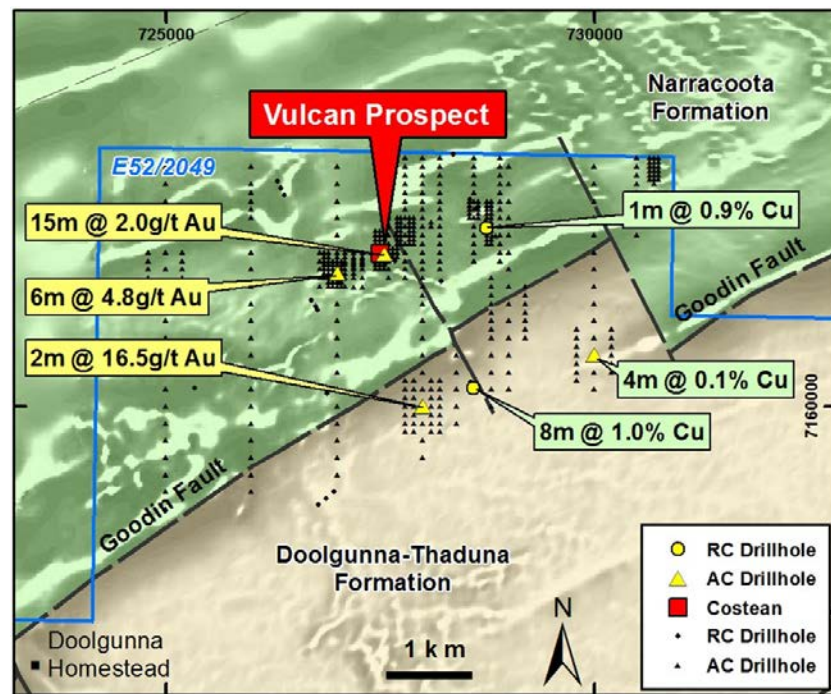 725000
730000
Narracoota
Formation
Vulcan Prospect
E52/2049
15m @ 2.0g/t Au
1m @ 0.9% Cu
6m @ 4.8g/t Au
Goodin Fault
2m @ 16.5g/t Au
4m @ 0.1% Cu
7160000
8m @ 1.0% Cu
Goodin Fault
Doolgunna-Thaduna
Formation
RC Drillhole
AC Drillhole
Costean
RC Drillhole
AC Drillhole
N
1 km
Doolgunna
Homestead